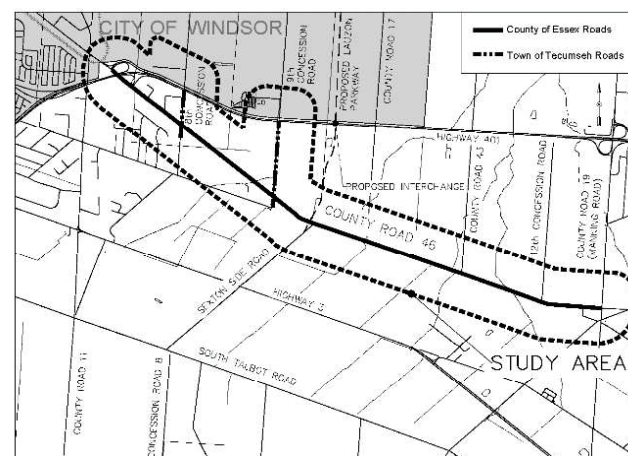 CITY OF WINDSOR
County of Essex Roads
Town of Tecumseh Roads
8th
CONCESSION
ROAD
9th
CONCESSION
ROAD
PROPOSED LAUZON
PARKWAY
COUNTY ROAD 17
HIGHWAY 401
PROPOSED INTERCHANGE
COUNTY ROAD 43
12th CONCESSION ROAD
COUNTY ROAD 19
(MANNING ROAD)
COUNTY ROAD 46
SEXTON SIDE ROAD
HIGHWAY 3
SOUTH TALBOT ROAD
STUDY AREA
COUNTY ROAD 11
CONCESSION ROAD 8